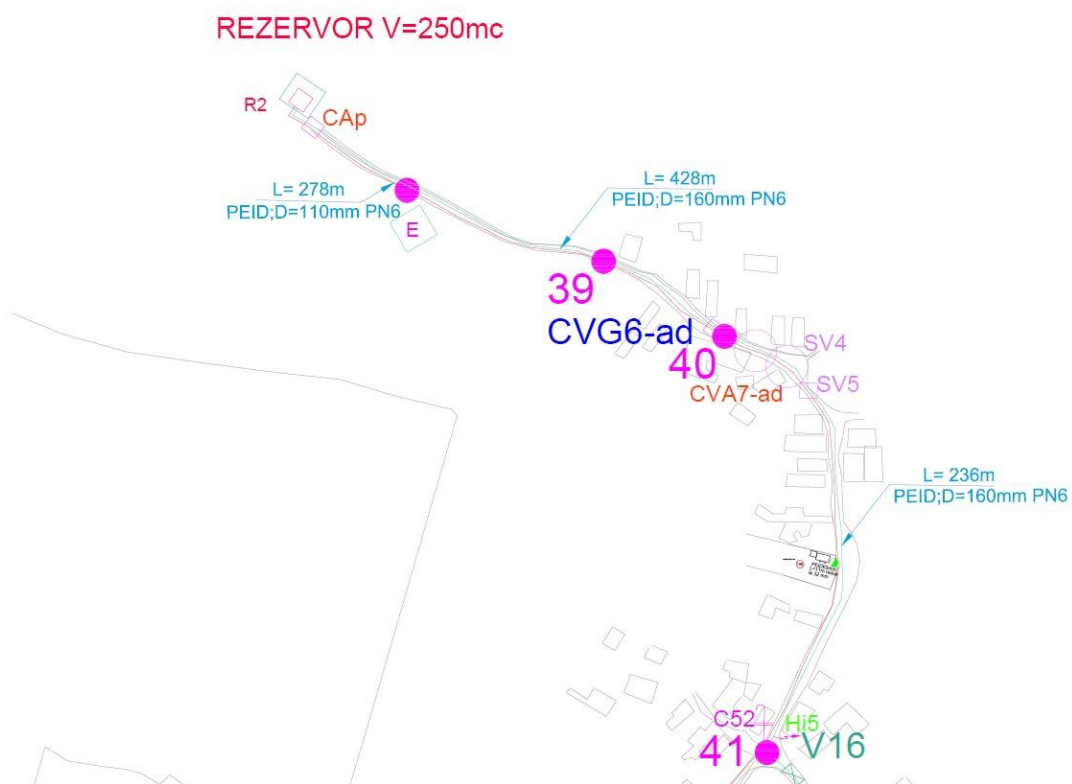 REZERVOR V=250mc
R2
CAp
L= 278m
PEID;D=110mm PN6
E
L= 428m
PEID;D=160mm PN6
39
CVG6-ad
40
CVA7-ad
SV4
SV5
L= 236m
PEID;D=160mm PN6
C52
Hi5
41
V16